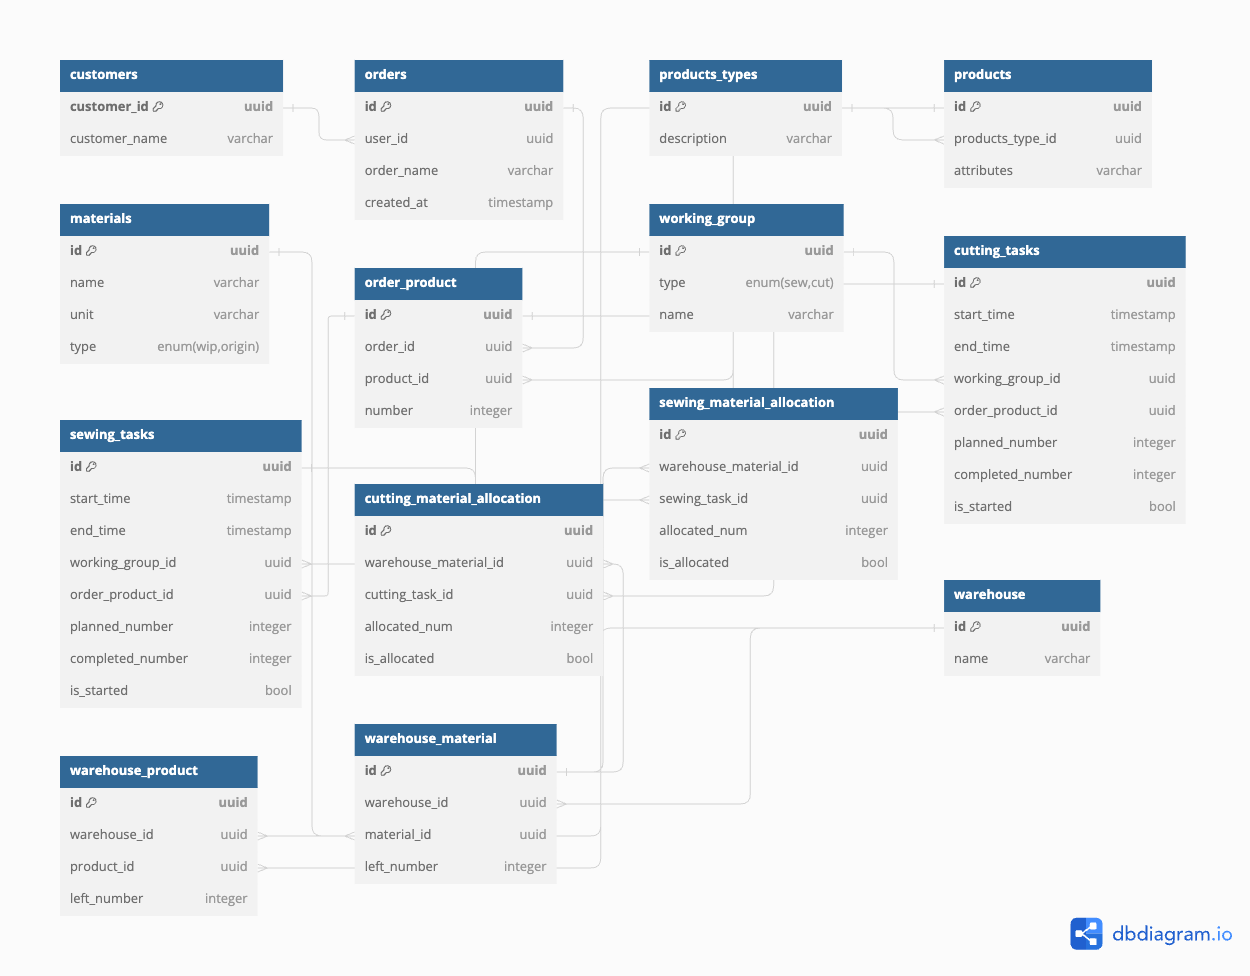 customers
customer_id uuid
customer_name varchar
orders
id uuid
user_id uuid
order_name varchar
created_at timestamp
products_types
id uuid
description varchar
products
id uuid
products_type_id uuid
attributes varchar
materials
id uuid
name varchar
unit varchar
type enum(wip,origin)
order_product
id uuid
order_id uuid
product_id uuid
number integer
working_group
id uuid
type enum(sew,cut)
name varchar
cutting_tasks
id uuid
start_time timestamp
end_time timestamp
working_group_id uuid
order_product_id uuid
planned_number integer
completed_number integer
is_started bool
sewing_tasks
id uuid
start_time timestamp
end_time timestamp
working_group_id uuid
order_product_id uuid
planned_number integer
completed_number integer
is_started bool
cutting_material_allocation
id uuid
warehouse_material_id uuid
cutting_task_id uuid
allocated_num integer
is_allocated bool
sewing_material_allocation
id uuid
warehouse_material_id uuid
sewing_task_id uuid
allocated_num integer
is_allocated bool
warehouse
id uuid
name varchar
warehouse_product
id uuid
warehouse_id uuid
product_id uuid
left_number integer
warehouse_material
id uuid
warehouse_id uuid
material_id uuid
left_number integer
dbdiagram.io